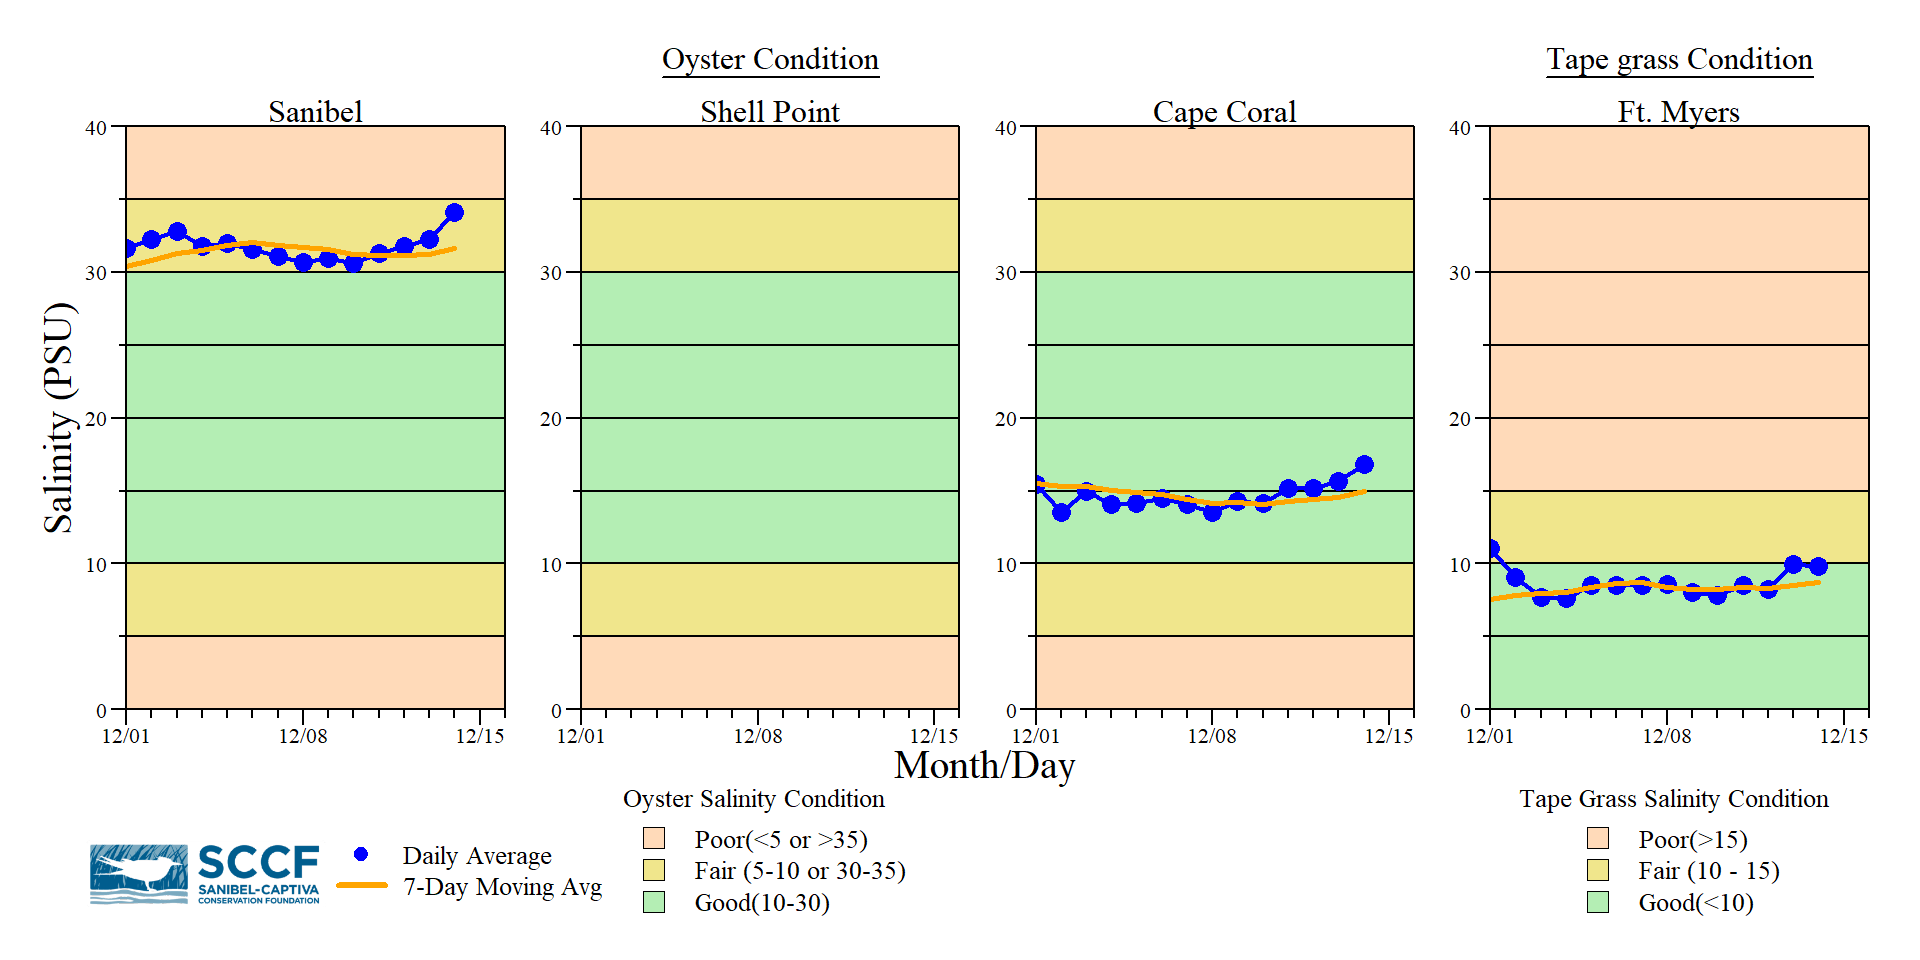 Oyster Condition
Tape grass Condition
Sanibel
Shell Point
Cape Coral
Ft. Myers
40
30
20
10
0
40
30
20
10
0
40
30
20
10
0
40
30
20
10
0
Salinity (PSU)
12/01 12/08 12/15
12/01 12/08 12/15
12/01 12/08 12/15
12/01 12/08 12/15
Month/Day
SCCF
SANIBEL-CAPTIVA
CONSERVATION FOUNDATION
Daily Average
7-Day Moving Avg
Oyster Salinity Condition
Poor(<5 or >35)
Fair (5-10 or 30-35)
Good(10-30)
Tape Grass Salinity Condition
Poor(>15)
Fair (10 - 15)
Good(<10)